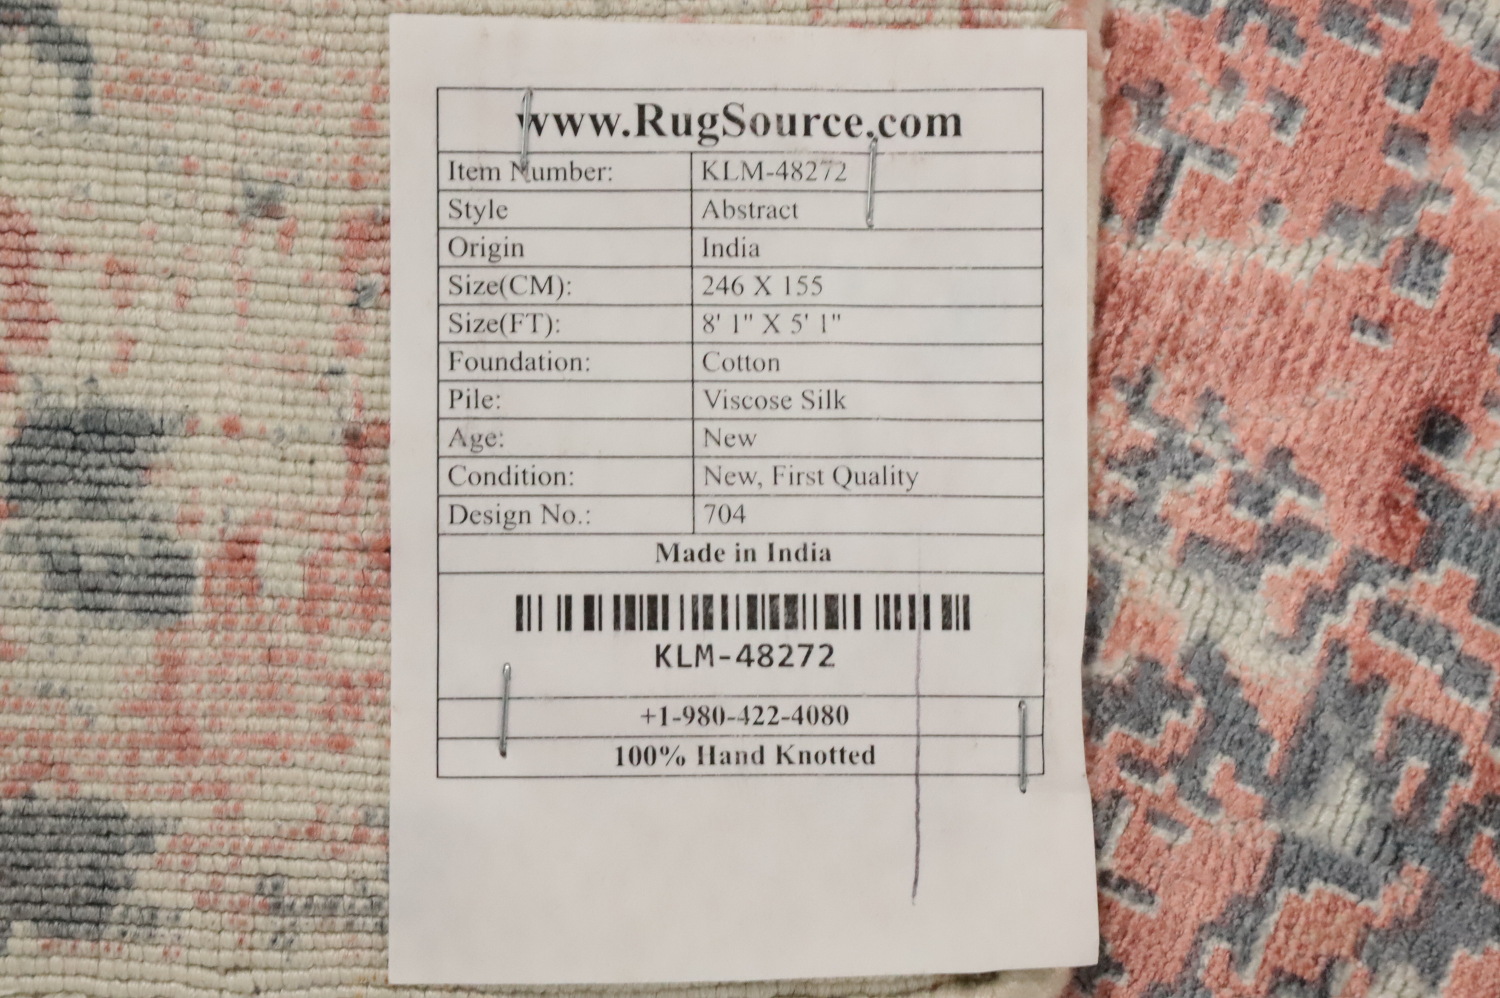 www.RugSource.com
Item Number: KLM-48272
Style Abstract
Origin India
Size(CM): 246 X 155
Size(FT): 8' 1" X 5' 1"
Foundation: Cotton
Pile: Viscose Silk
Age: New
Condition: New, First Quality
Design No.: 704
Made in India
KLM-48272
+1-980-422-4080
100% Hand Knotted